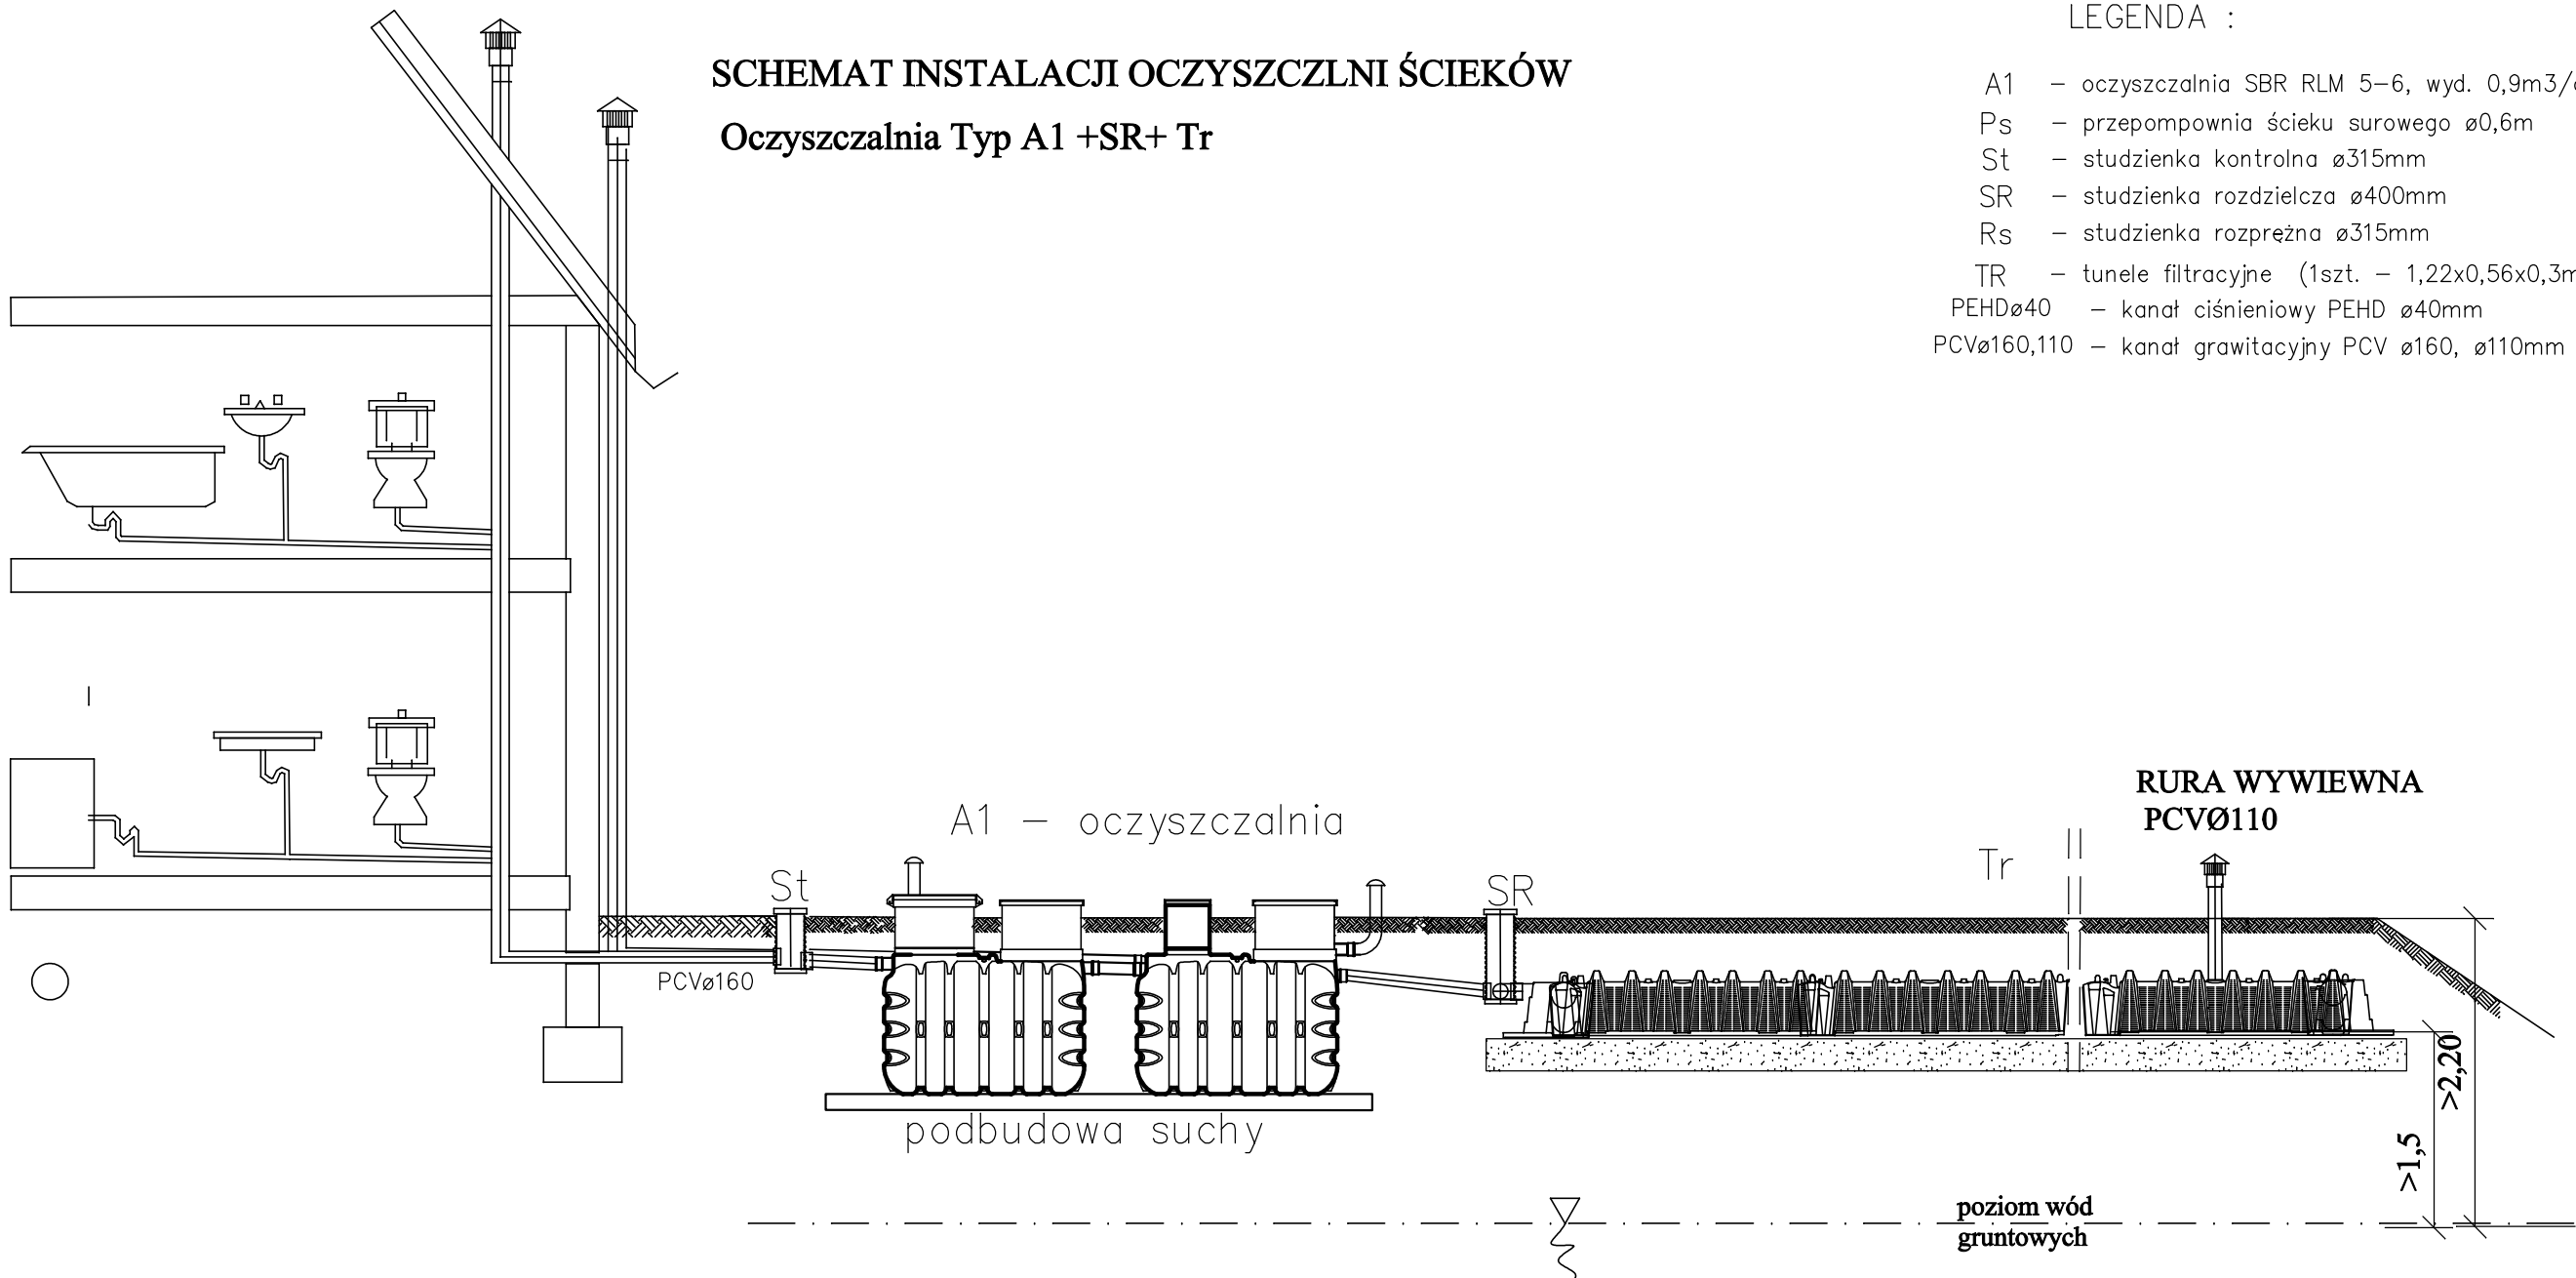 SCHEMAT INSTALACJI OCZYSZCZLNI ŚCIEKÓW
Oczyszczalnia Typ A1 +SR+ Tr
LEGENDA :
A1 – oczyszczalnia SBR RLM 5–6, wyd. 0,9m3/
Ps – przepompownia ścieku surowego ø0,6m
St – studzienka kontrolna ø315mm
SR – studzienka rozdzielcza ø400mm
Rs – studzienka rozprężna ø315mm
TR – tunele filtracyjne (1szt. – 1,22x0,56x0,3m
PEHDø40 – kanał ciśnieniowy PEHD ø40mm
PCVø160,110 – kanał grawitacyjny PCV ø160, ø110mm
RURA WYWIEWNA
PCVØ110
A1 – oczyszczalnia
Tr
St
SR
PCVø160
podbudowa suchy
>2,20
>1,5
poziom wód
gruntowych